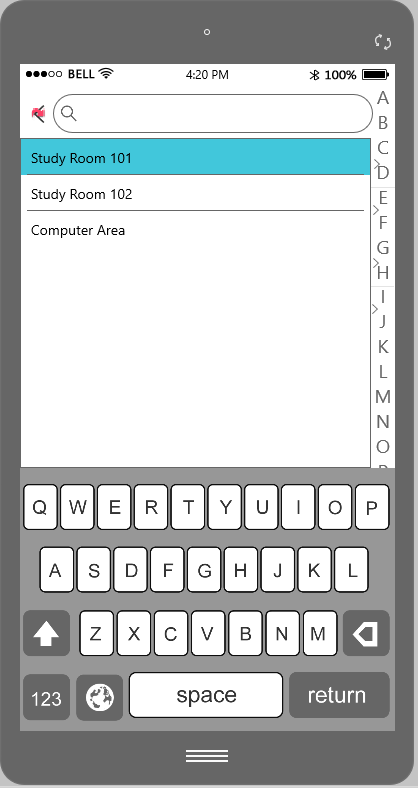 BELL 4:20 PM 100%
Study Room 101
Study Room 102
Computer Area
A
B
C
D
E
F
G
H
I
J
K
L
M
N
O
Q W E R T Y U I O P
A S D F G H J K L
Z X C V B N M
123 space return